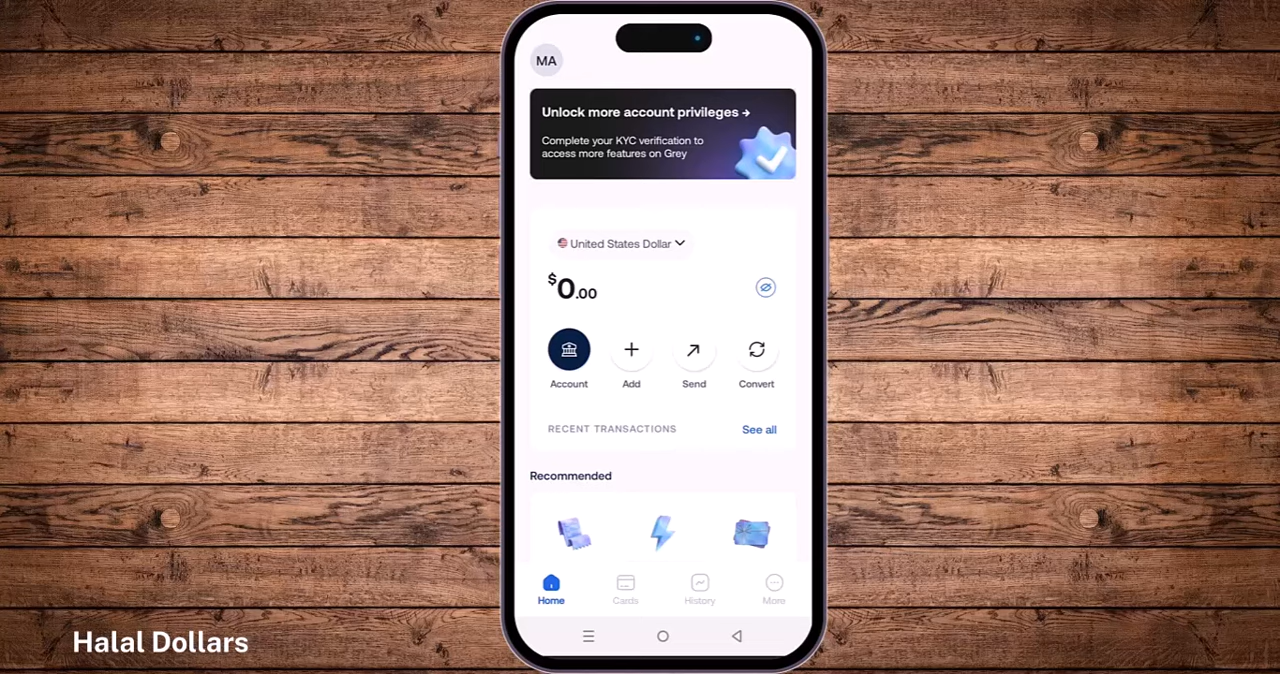 MA
Unlock more account privileges →
Complete your KYC verification to
access more features on Grey
United States Dollar
$0.00
Account Add Send Convert
RECENT TRANSACTIONS See all
Recommended
Home Cards History More
Halal Dollars